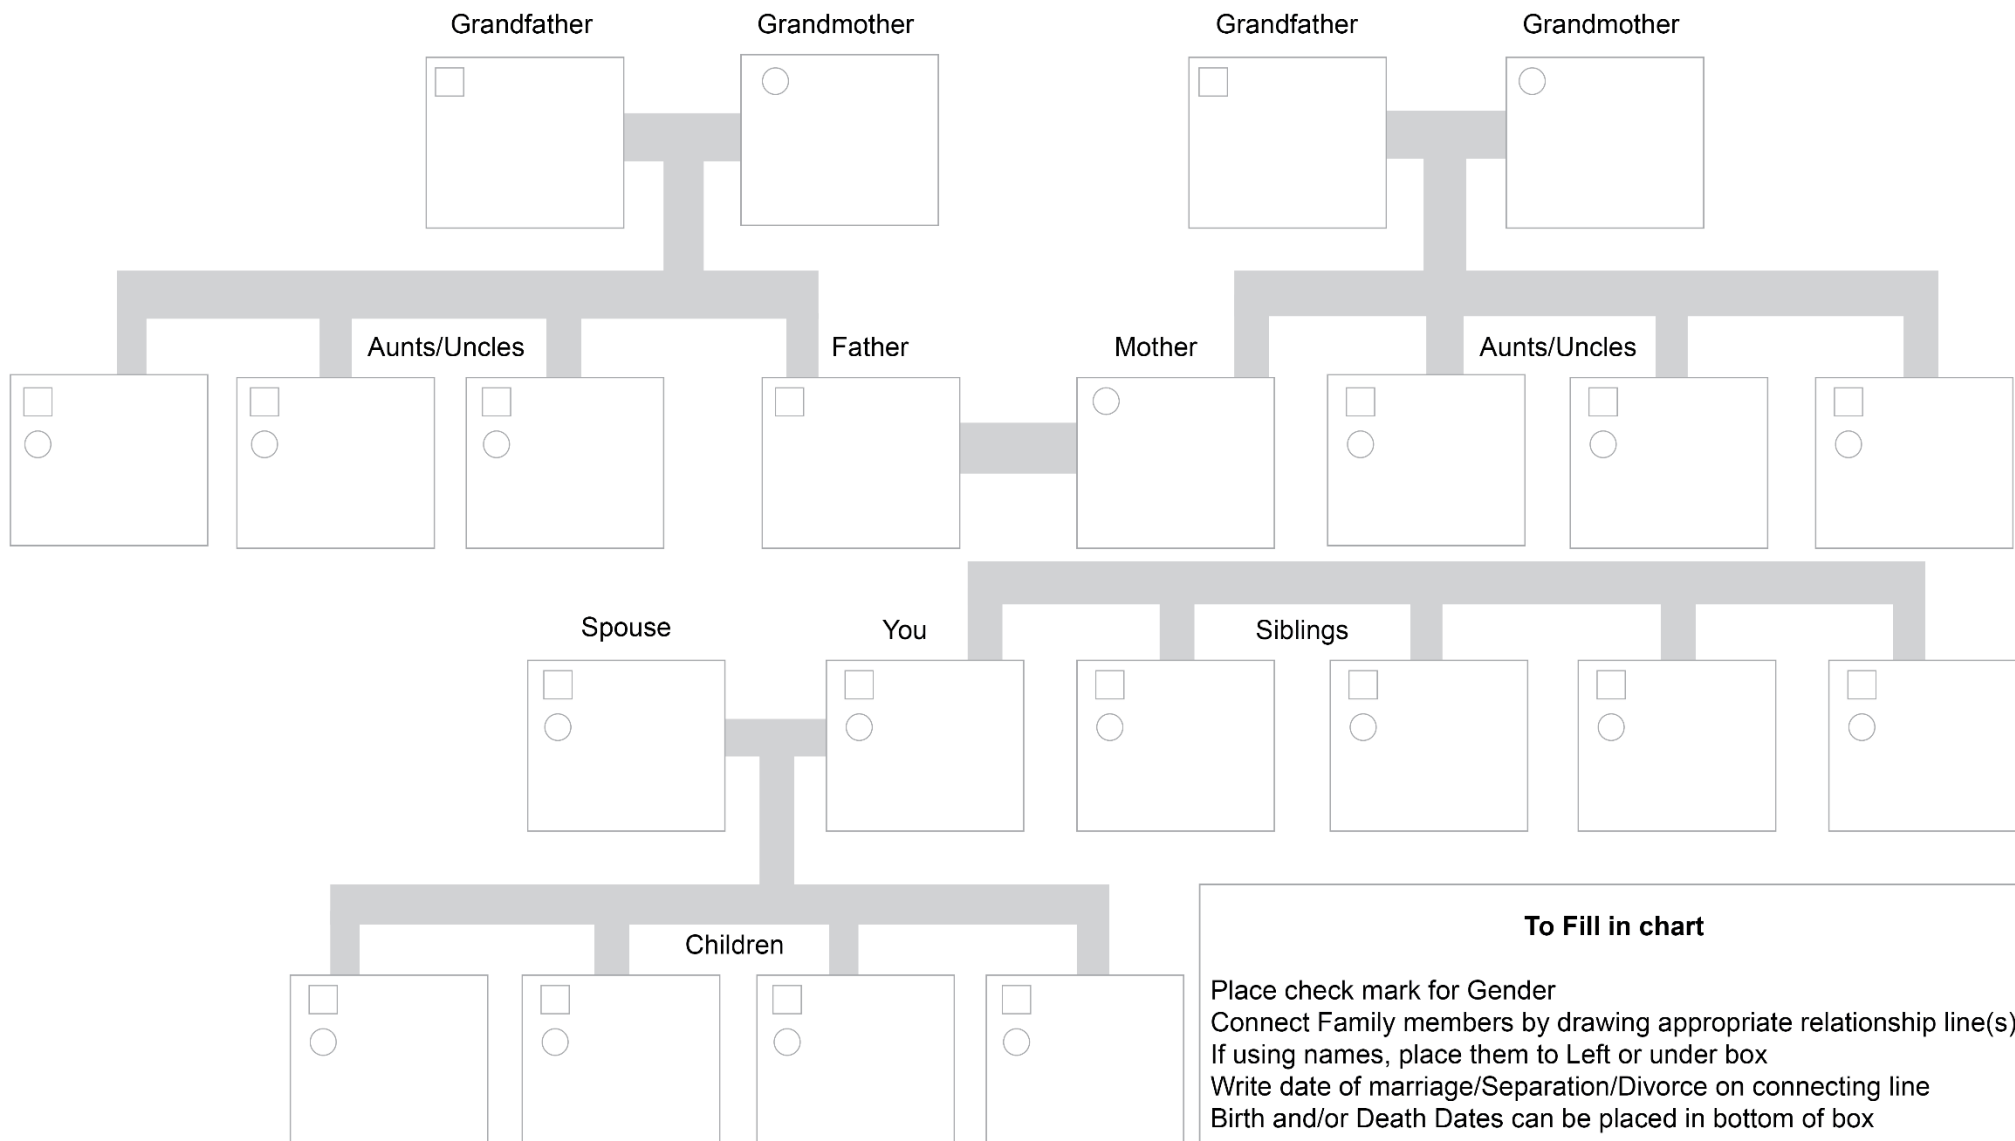 Grandfather
Grandmother
Grandfather
Grandmother
Aunts/Uncles
Father
Mother
Aunts/Uncles
Spouse
You
Siblings
Children
To Fill in chart
Place check mark for Gender
Connect Family members by drawing appropriate relationship line(s)
If using names, place them to Left or under box
Write date of marriage/Separation/Divorce on connecting line
Birth and/or Death Dates can be placed in bottom of box